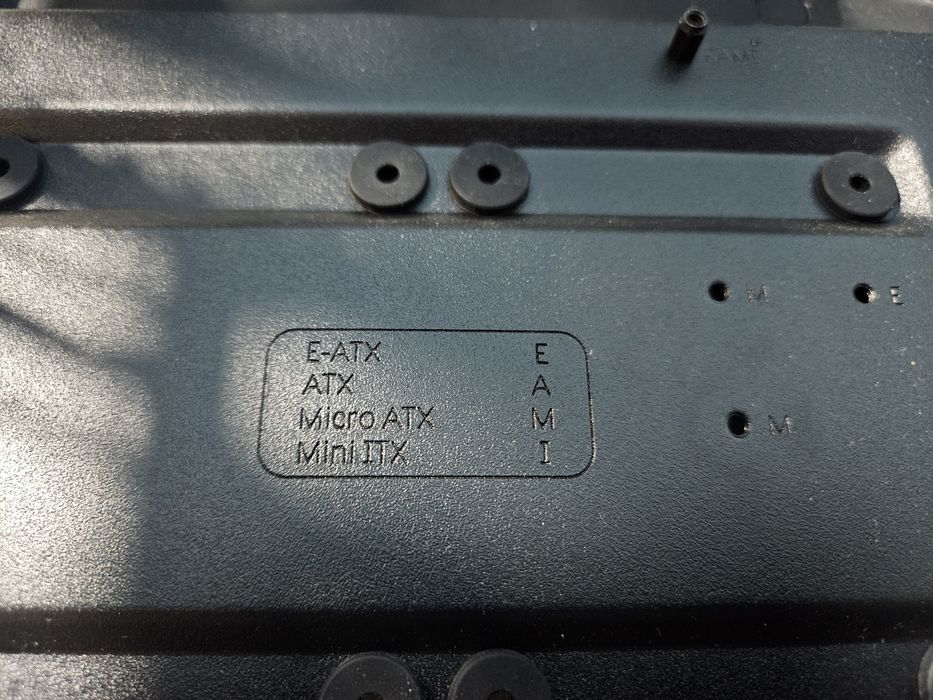 M
E
E-ATX E
ATX A
Micro ATX M
Mini ITX I
M